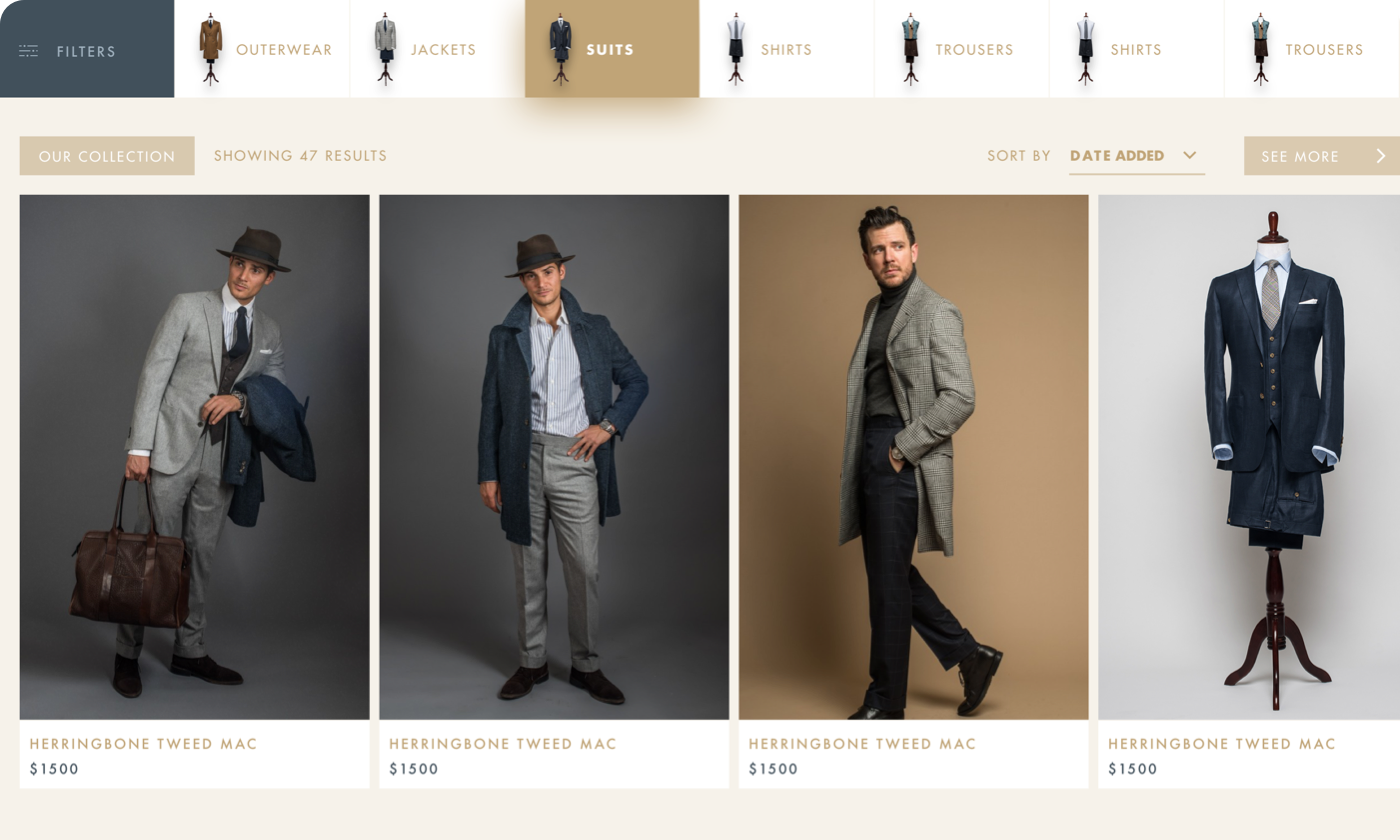 FILTERS
OUTERWEAR
JACKETS
SUITS
SHIRTS
TROUSERS
SHIRTS
TROUSERS
OUR COLLECTION
SHOWING 47 RESULTS
SORT BY
DATE ADDED
SEE MORE
HERRINGBONE TWEED MAC
$1500
HERRINGBONE TWEED MAC
$1500
HERRINGBONE TWEED MAC
$1500
HERRINGBONE TWEED MAC
$1500